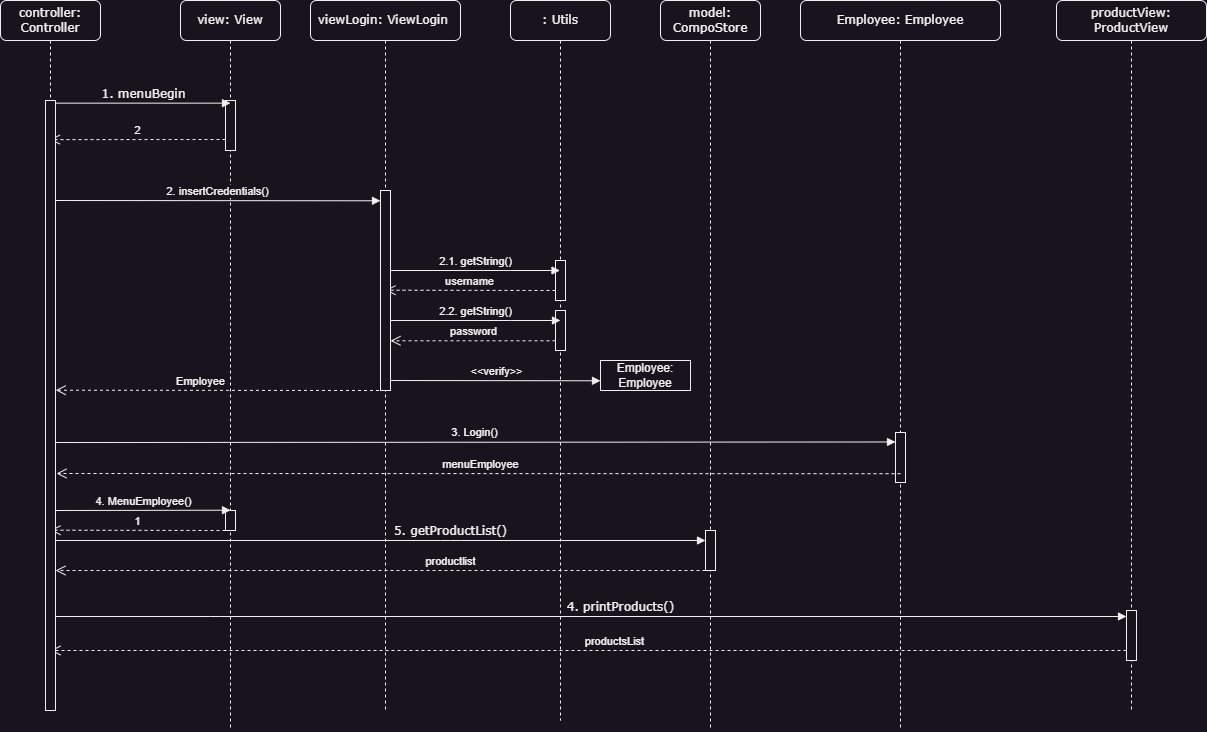 controller:
Controller
view: View
viewLogin: ViewLogin
: Utils
model:
CompoStore
Employee: Employee
productView:
ProductView
1. menuBegin
2
2. insertCredentials()
2.1. getString()
username
2.2. getString()
password
<<verify>>
Employee:
Employee
Employee
3. Login()
menuEmployee
4. MenuEmployee()
1
5. getProductList()
productlist
4. printProducts()
productsList